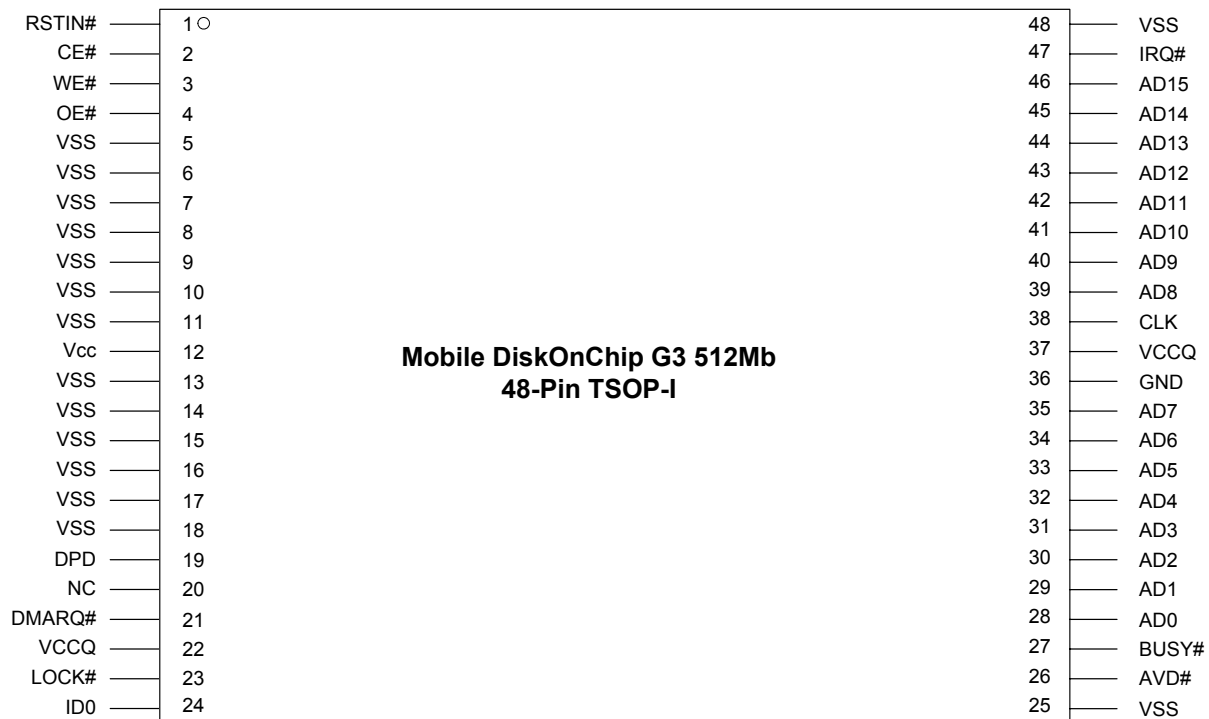 RSTIN# 1 48 VSS
CE# 2 47 IRQ#
WE# 3 46 AD15
OE# 4 45 AD14
VSS 5 44 AD13
VSS 6 43 AD12
VSS 7 42 AD11
VSS 8 41 AD10
VSS 9 40 AD9
VSS 10 39 AD8
VSS 11 38 CLK
Vcc 12 37 VCCQ
Mobile DiskOnChip G3 512Mb
VSS 13 36 GND
48-Pin TSOP-I
VSS 14 35 AD7
VSS 15 34 AD6
VSS 16 33 AD5
VSS 17 32 AD4
VSS 18 31 AD3
DPD 19 30 AD2
NC 20 29 AD1
DMARQ# 21 28 AD0
VCCQ 22 27 BUSY#
LOCK# 23 26 AVD#
ID0 24 25 VSS